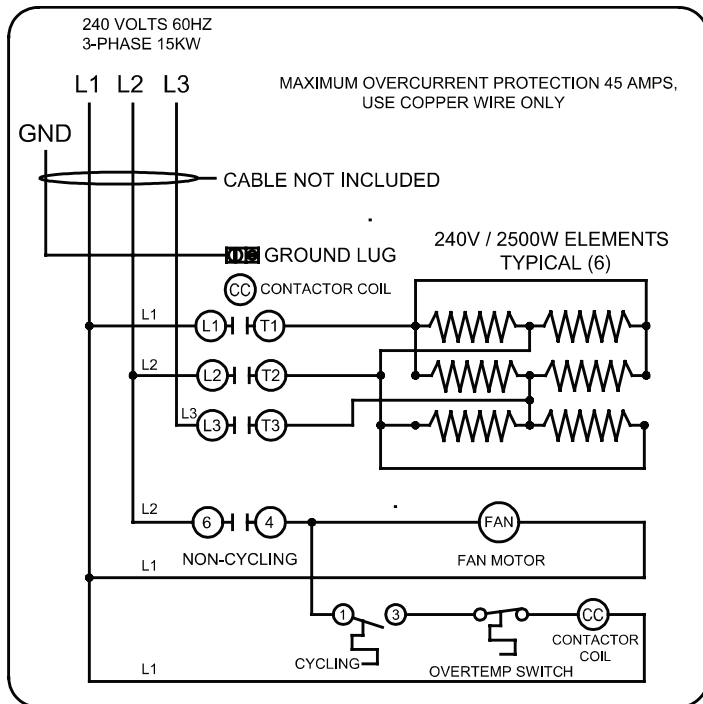 240 VOLTS 60HZ
3-PHASE 15KW
L1 L2 L3
MAXIMUM OVERCURRENT PROTECTION 45 AMPS,
USE COPPER WIRE ONLY
GND
CABLE NOT INCLUDED
GROUND LUG
240V / 2500W ELEMENTS
TYPICAL (6)
CC CONTACTOR COIL
L1 L1 T1
L2 L2 T2
L3 L3 T3
L2 6 4 FAN
NON-CYCLING
FAN MOTOR
L1
1 3 CC
CYCLING
OVERTEMP SWITCH
CONTACTOR
COIL
L1